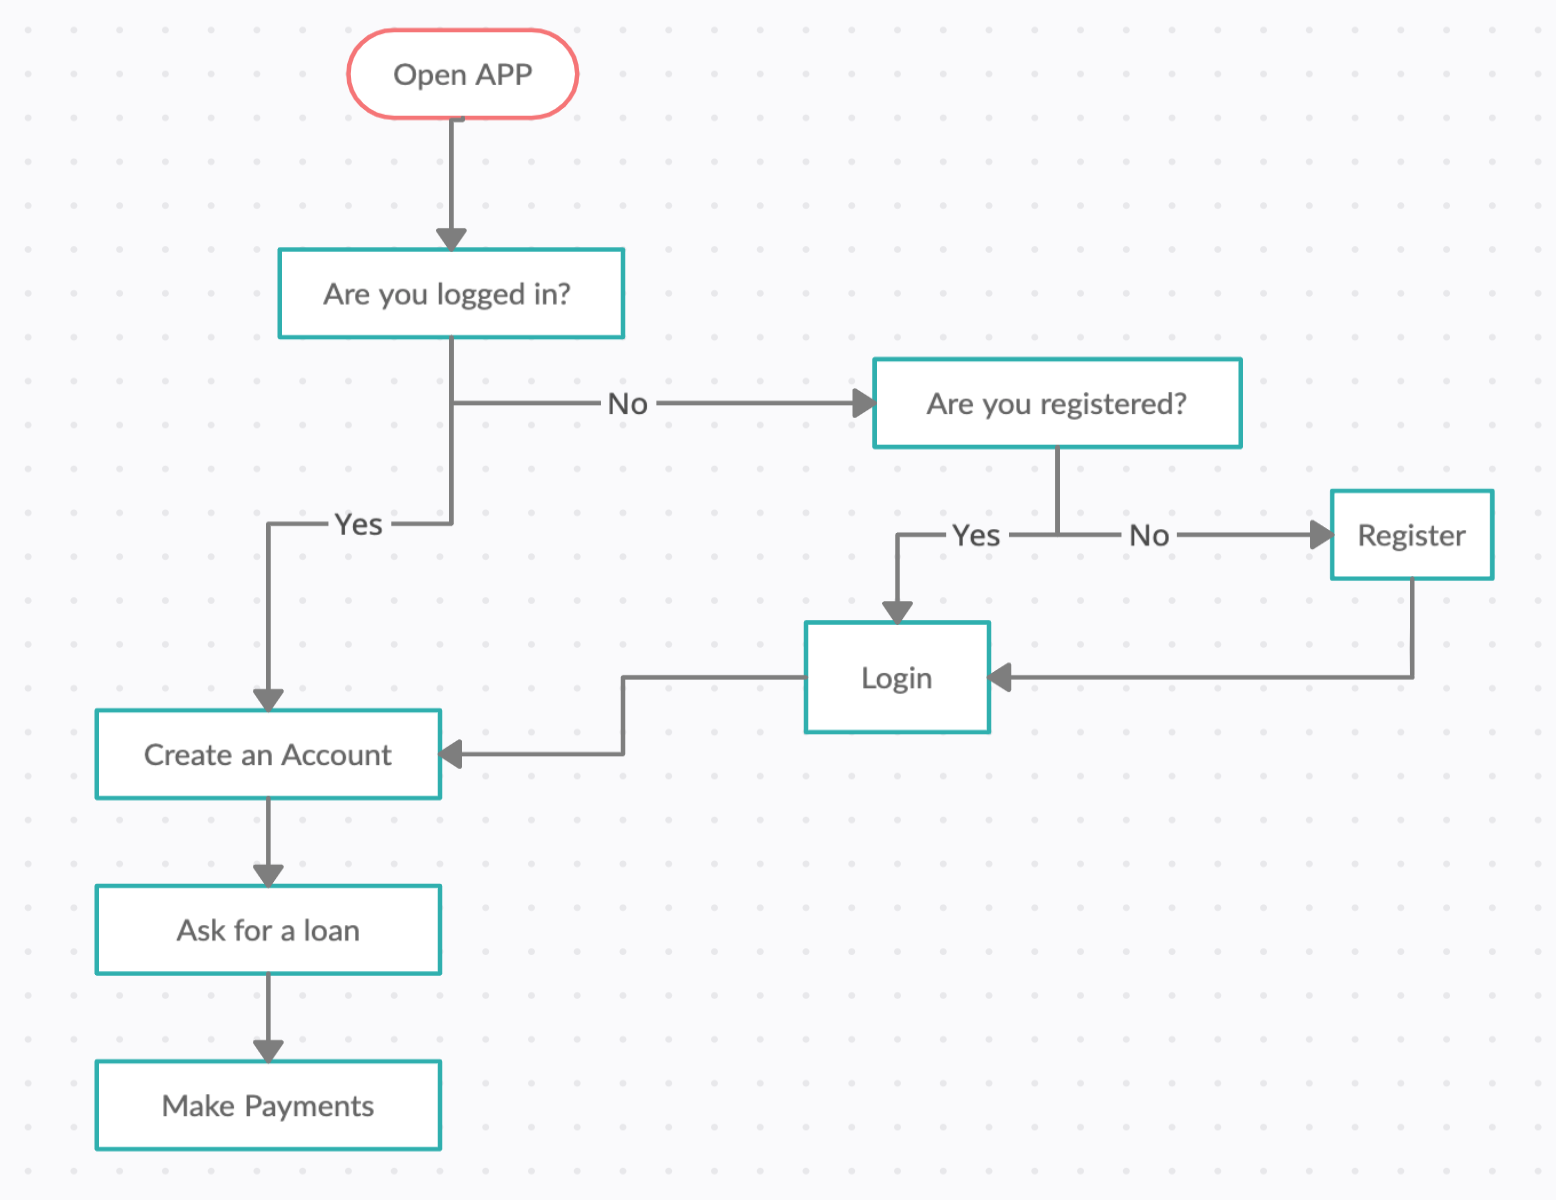 Open APP
Are you logged in?
No
Are you registered?
Yes
Yes
No
Register
Login
Create an Account
Ask for a loan
Make Payments